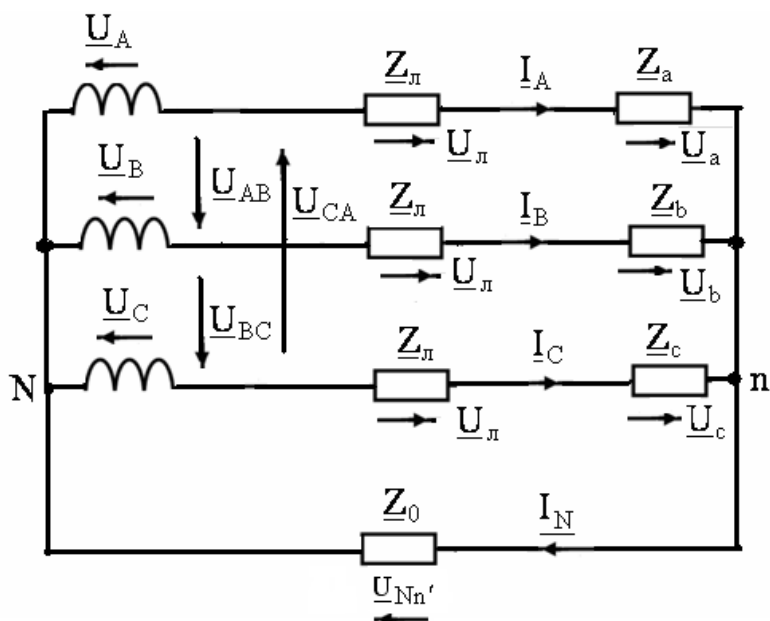 U_A
Z_л I_A Z_a
U_л U_a
U_B
U_AB U_CA
Z_л I_B Z_b
U_л U_b
U_C
U_BC
Z_л I_C Z_c
N n
U_л U_c
Z_0 I_N
U_Nn'